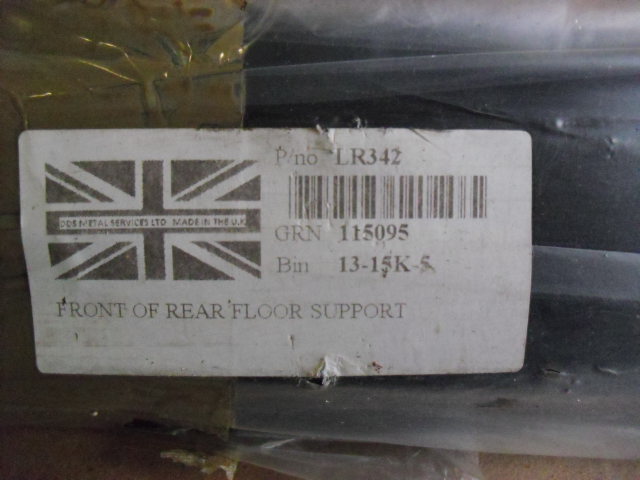 P/no LR342
DDS METAL SERVICES LTD MADE IN THE U.K
GRN 115095
Bin 13-15K-5
FRONT OF REAR FLOOR SUPPORT